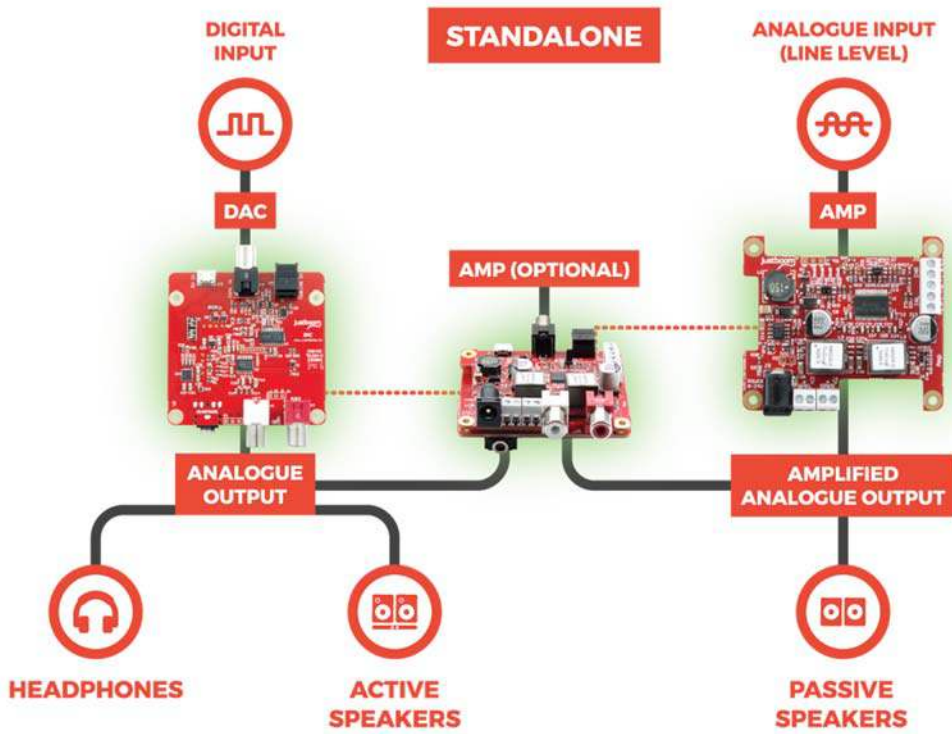 DIGITAL
INPUT
STANDALONE
ANALOGUE INPUT
(LINE LEVEL)
DAC
AMP
AMP (OPTIONAL)
ANALOGUE
OUTPUT
AMPLIFIED
ANALOGUE OUTPUT
HEADPHONES
ACTIVE
SPEAKERS
PASSIVE
SPEAKERS